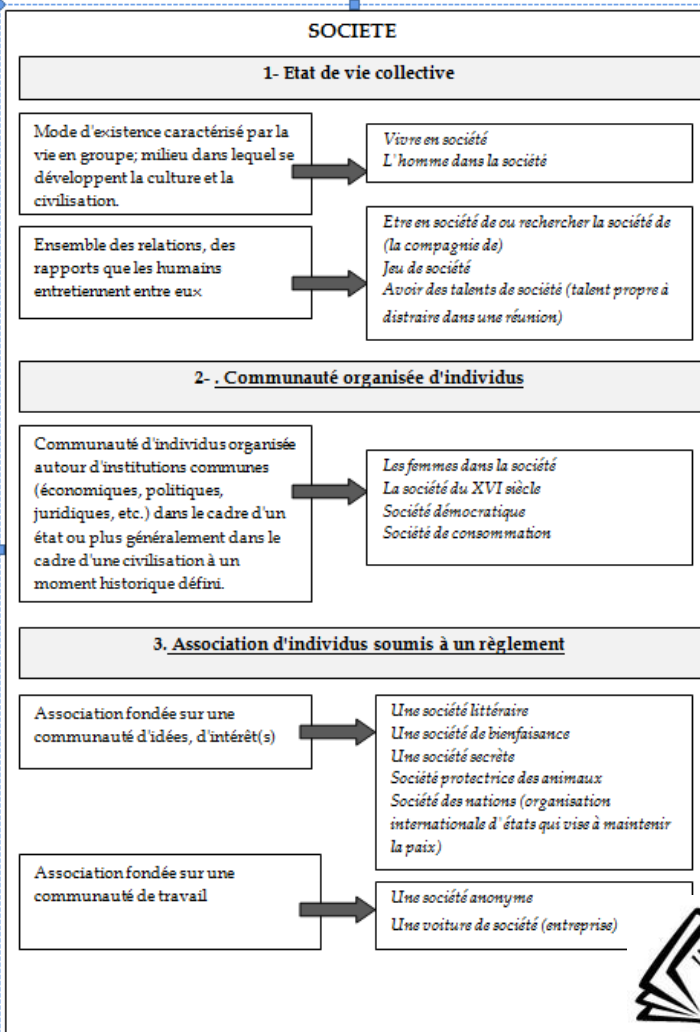 SOCIETE
1- Etat de vie collective
Mode d'existence caractérisé par la
vie en groupe; milieu dans lequel se
développent la culture et la
civilisation.
Vivre en société
L'homme dans la société
Ensemble des relations, des
rapports que les humains
entretiennent entre eux
Etre en société de ou rechercher la société de
(la compagnie de)
Jeu de société
Avoir des talents de société (talent propre à
distraire dans une réunion)
2- . Communauté organisée d'individus
Communauté d'individus organisée
autour d'institutions communes
(économiques, politiques,
juridiques, etc.) dans le cadre d'un
état ou plus généralement dans le
cadre d'une civilisation à un
moment historique défini.
Les femmes dans la société
La société du XVI siècle
Société démocratique
Société de consommation
3. Association d'individus soumis à un règlement
Association fondée sur une
communauté d'idées, d'intérêt(s)
Une société littéraire
Une société de bienfaisance
Une société secrète
Société protectrice des animaux
Société des nations (organisation
internationale d'états qui vise à maintenir
la paix)
Association fondée sur une
communauté de travail
Une société anonyme
Une voiture de société (entreprise)